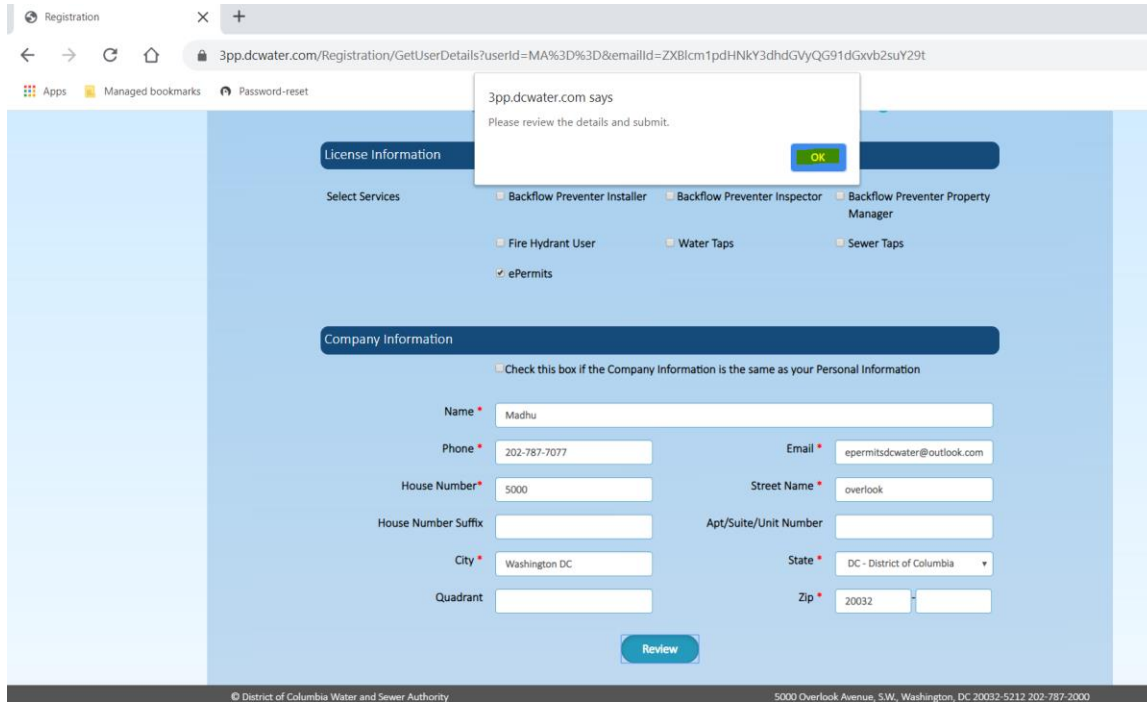 Registration
3pp.dcwater.com/Registration/GetUserDetails?userId=MA%3D%3D&emailId=ZXBlcm1pdHNkY3dhdGVyQG91dGxvb2suY29t
Apps Managed bookmarks Password-reset
3pp.dcwater.com says
Please review the details and submit.
OK
License Information
Select Services Backflow Preventer Installer Backflow Preventer Inspector Backflow Preventer Property
Manager
Fire Hydrant User Water Taps Sewer Taps
ePermits
Company Information
Check this box if the Company Information is the same as your Personal Information
Name * Madhu
Phone * 202-787-7077 Email * epermitsdcwater@outlook.com
House Number* 5000 Street Name * overlook
House Number Suffix Apt/Suite/Unit Number
City * Washington DC State * DC - District of Columbia
Quadrant Zip * 20032 -
Review
© District of Columbia Water and Sewer Authority 5000 Overlook Avenue, S.W., Washington, DC 20032-5212 202-787-2000